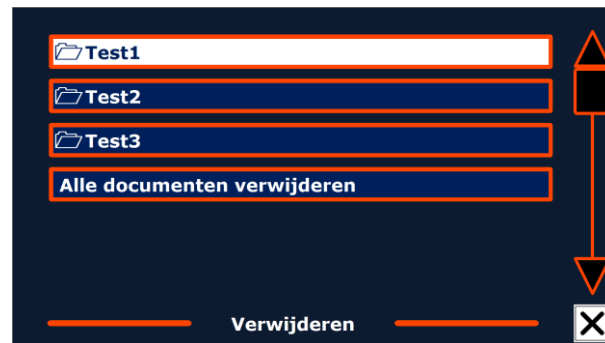 Test1
Test2
Test3
Alle documenten verwijderen
Verwijderen